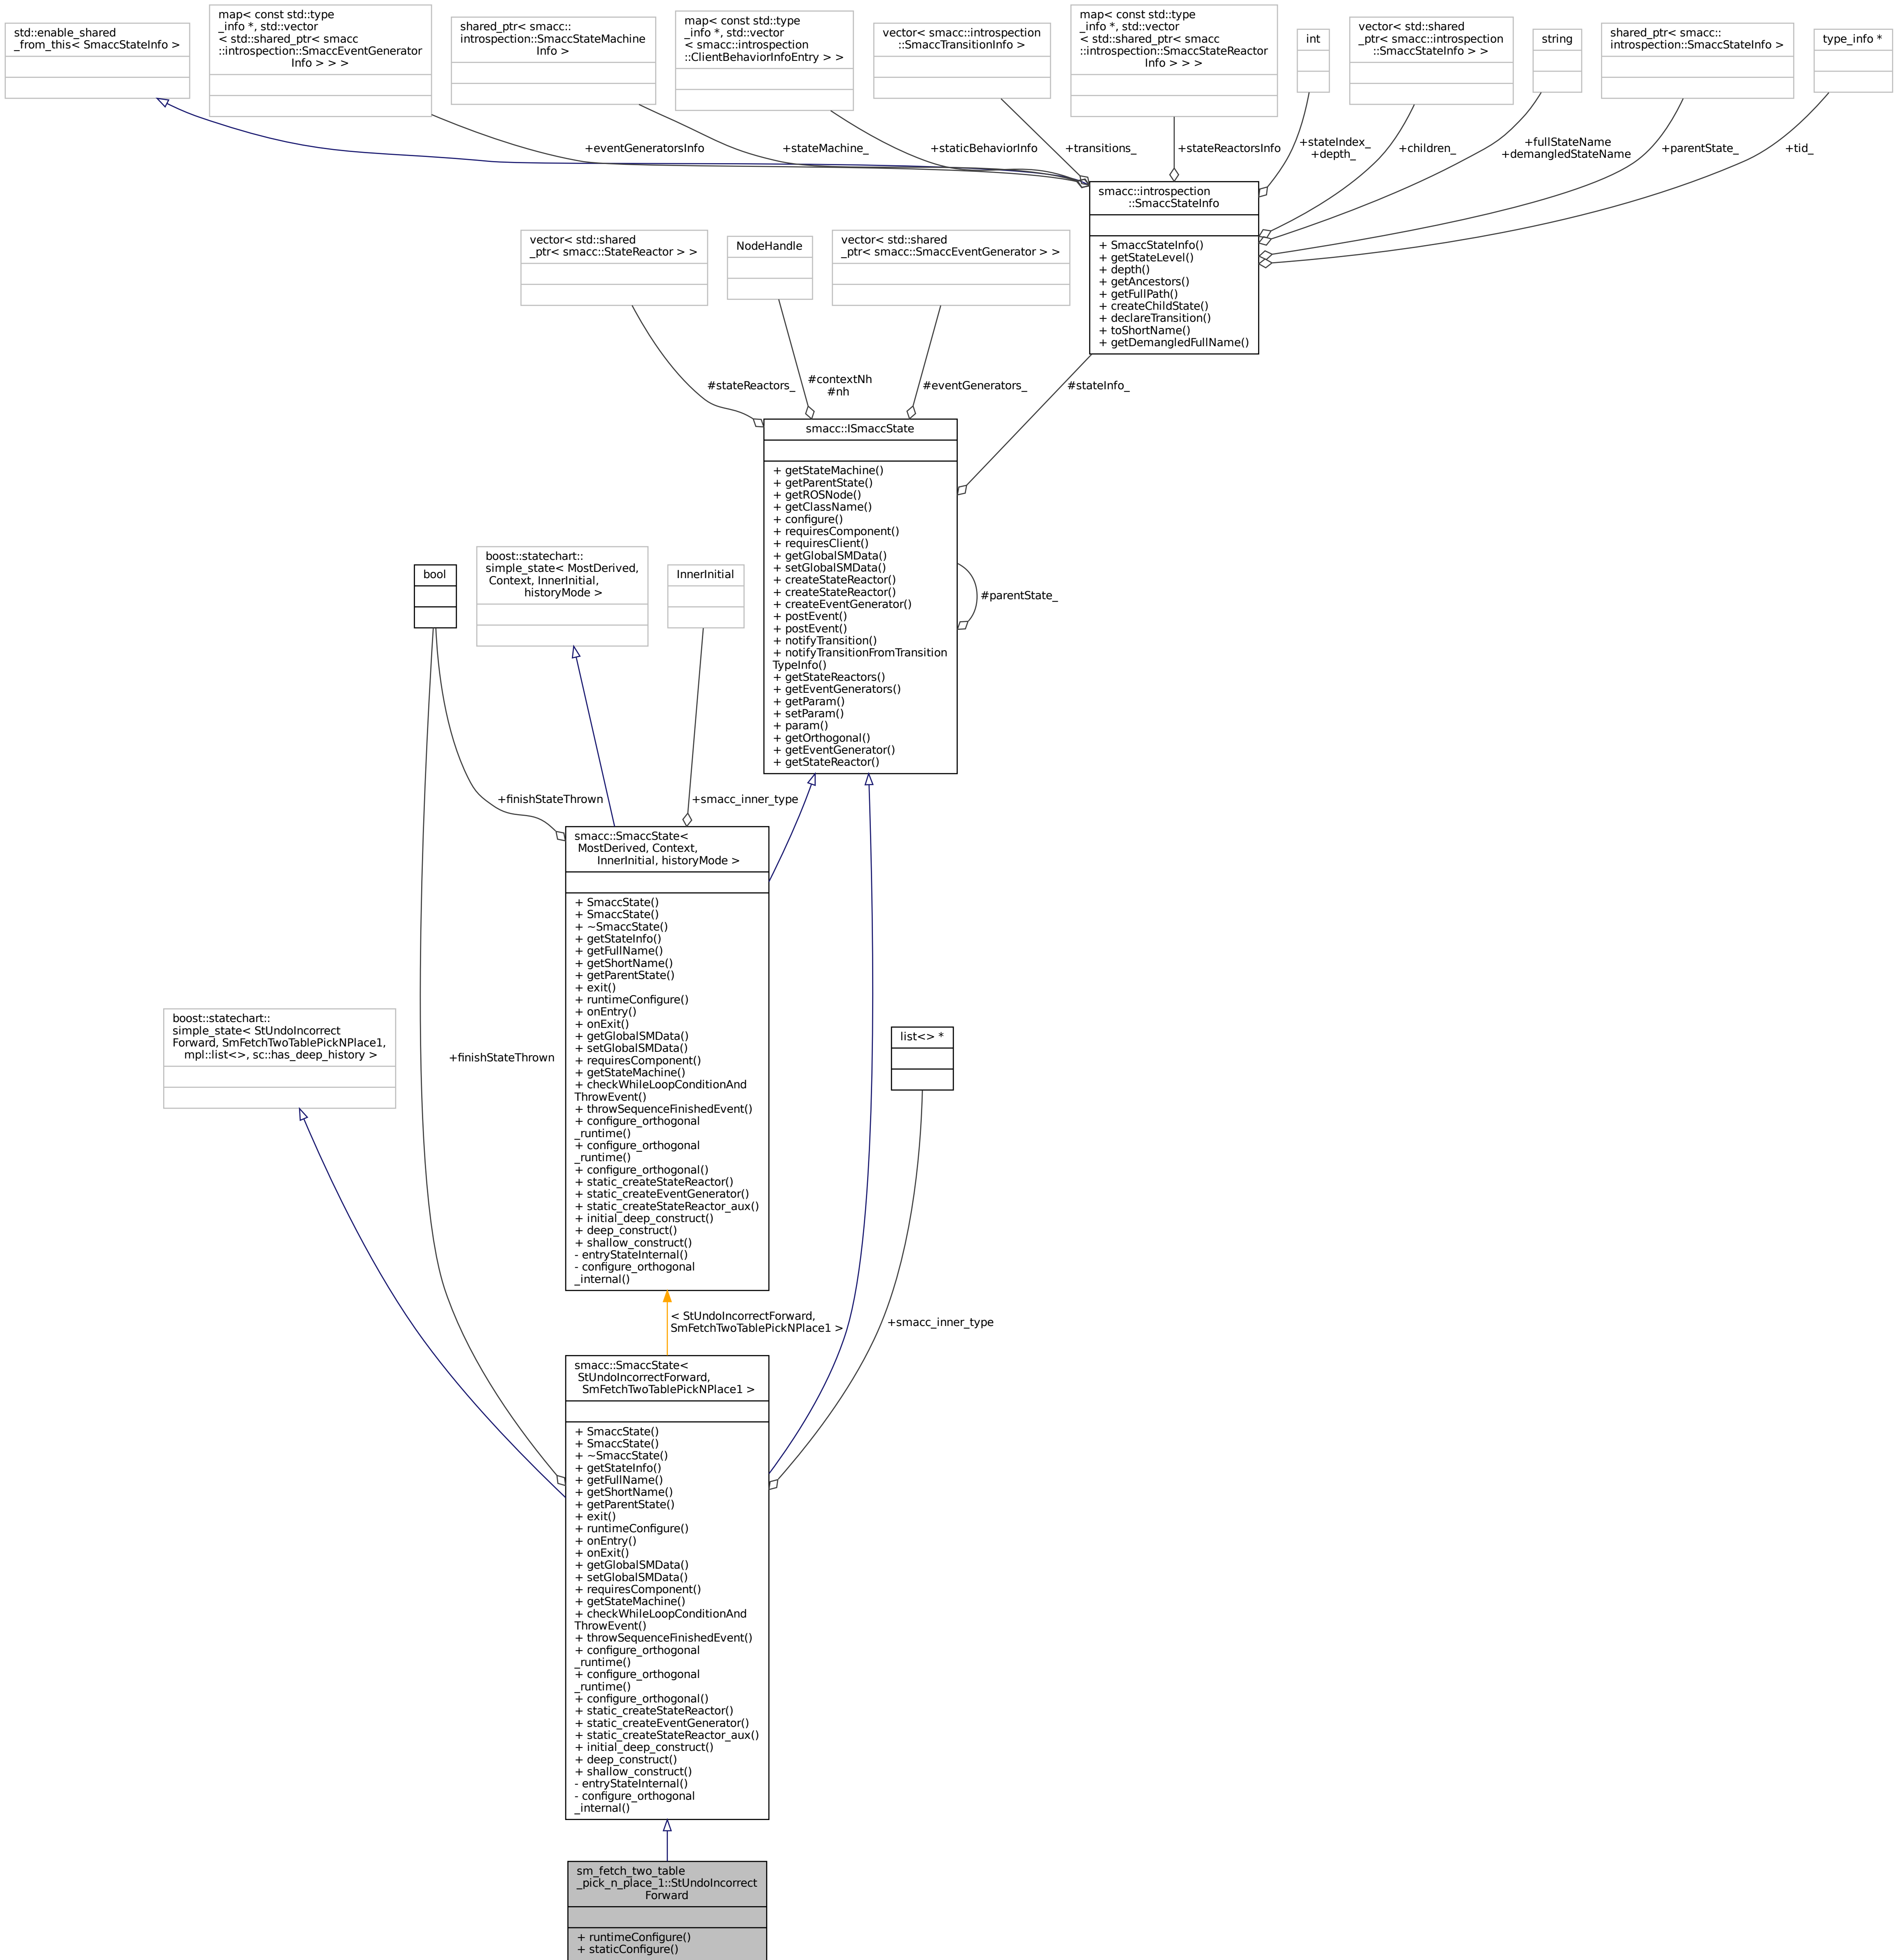 std::enable_shared
_from_this< SmaccStateInfo >
map< const std::type
_info *, std::vector
< std::shared_ptr< smacc
::introspection::SmaccEventGenerator
Info > > >
shared_ptr< smacc::
introspection::SmaccStateMachine
Info >
map< const std::type
_info *, std::vector
< smacc::introspection
::ClientBehaviorInfoEntry > >
vector< smacc::introspection
::SmaccTransitionInfo >
map< const std::type
_info *, std::vector
< std::shared_ptr< smacc
::introspection::SmaccStateReactor
Info > > >
int
vector< std::shared
_ptr< smacc::introspection
::SmaccStateInfo > >
string
shared_ptr< smacc::
introspection::SmaccStateInfo >
type_info *
+eventGeneratorsInfo
+stateMachine_
+staticBehaviorInfo
+transitions_
+stateReactorsInfo
+stateIndex_
+depth_
+children_
+fullStateName
+demangledStateName
+parentState_
+tid_
smacc::introspection
::SmaccStateInfo
+ SmaccStateInfo()
+ getStateLevel()
+ depth()
+ getAncestors()
+ getFullPath()
+ createChildState()
+ declareTransition()
+ toShortName()
+ getDemangledFullName()
vector< std::shared
_ptr< smacc::StateReactor > >
NodeHandle
vector< std::shared
_ptr< smacc::SmaccEventGenerator > >
#stateReactors_
#contextNh
#nh
#eventGenerators_
#stateInfo_
smacc::ISmaccState
+ getStateMachine()
+ getParentState()
+ getROSNode()
+ getClassName()
+ configure()
+ requiresComponent()
+ requiresClient()
+ getGlobalSMData()
+ setGlobalSMData()
+ createStateReactor()
+ createStateReactor()
+ createEventGenerator()
+ postEvent()
+ postEvent()
+ notifyTransition()
+ notifyTransitionFromTransition
TypeInfo()
+ getStateReactors()
+ getEventGenerators()
+ getParam()
+ setParam()
+ param()
+ getOrthogonal()
+ getEventGenerator()
+ getStateReactor()
#parentState_
bool
boost::statechart::
simple_state< MostDerived,
Context, InnerInitial,
historyMode >
InnerInitial
+finishStateThrown
+smacc_inner_type
smacc::SmaccState<
MostDerived, Context,
InnerInitial, historyMode >
+ SmaccState()
+ SmaccState()
+ ~SmaccState()
+ getStateInfo()
+ getFullName()
+ getShortName()
+ getParentState()
+ exit()
+ runtimeConfigure()
+ onEntry()
+ onExit()
+ getGlobalSMData()
+ setGlobalSMData()
+ requiresComponent()
+ getStateMachine()
+ checkWhileLoopConditionAnd
ThrowEvent()
+ throwSequenceFinishedEvent()
+ configure_orthogonal
_runtime()
+ configure_orthogonal
_runtime()
+ configure_orthogonal()
+ static_createStateReactor()
+ static_createEventGenerator()
+ static_createStateReactor_aux()
+ initial_deep_construct()
+ deep_construct()
+ shallow_construct()
- entryStateInternal()
- configure_orthogonal
_internal()
boost::statechart::
simple_state< StUndoIncorrect
Forward, SmFetchTwoTablePickNPlace1,
mpl::list<>, sc::has_deep_history >
+finishStateThrown
list<> *
< StUndoIncorrectForward,
SmFetchTwoTablePickNPlace1 >
+smacc_inner_type
smacc::SmaccState<
StUndoIncorrectForward,
SmFetchTwoTablePickNPlace1 >
+ SmaccState()
+ SmaccState()
+ ~SmaccState()
+ getStateInfo()
+ getFullName()
+ getShortName()
+ getParentState()
+ exit()
+ runtimeConfigure()
+ onEntry()
+ onExit()
+ getGlobalSMData()
+ setGlobalSMData()
+ requiresComponent()
+ getStateMachine()
+ checkWhileLoopConditionAnd
ThrowEvent()
+ throwSequenceFinishedEvent()
+ configure_orthogonal
_runtime()
+ configure_orthogonal
_runtime()
+ configure_orthogonal()
+ static_createStateReactor()
+ static_createEventGenerator()
+ static_createStateReactor_aux()
+ initial_deep_construct()
+ deep_construct()
+ shallow_construct()
- entryStateInternal()
- configure_orthogonal
_internal()
sm_fetch_two_table
_pick_n_place_1::StUndoIncorrect
Forward
+ runtimeConfigure()
+ staticConfigure()